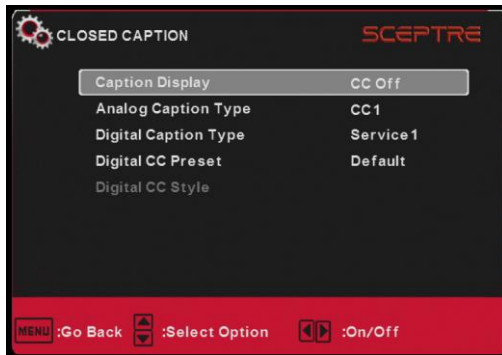 CLOSED CAPTION SCEPTRE
Caption Display CC Off
Analog Caption Type CC1
Digital Caption Type Service1
Digital CC Preset Default
Digital CC Style
MENU :Go Back :Select Option :On/Off